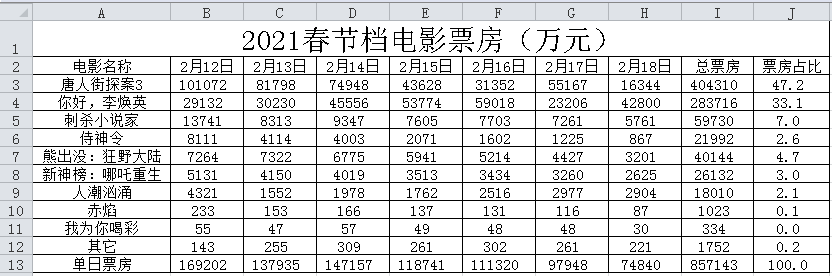 A B C D E F G H I J
1 2021春节档电影票房（万元）
2 电影名称 2月12日 2月13日 2月14日 2月15日 2月16日 2月17日 2月18日 总票房 票房占比
3 唐人街探案3 101072 81798 74948 43628 31352 55167 16344 404310 47.2
4 你好，李焕英 29132 30230 45556 53774 59018 23206 42800 283716 33.1
5 刺杀小说家 13741 8313 9347 7605 7703 7261 5761 59730 7.0
6 侍神令 8111 4114 4003 2071 1602 1225 867 21992 2.6
7 熊出没：狂野大陆 7264 7322 6775 5941 5214 4427 3201 40144 4.7
8 新神榜：哪吒重生 5131 4150 4019 3513 3434 3260 2625 26132 3.0
9 人潮汹涌 4321 1552 1978 1762 2516 2977 2904 18010 2.1
10 赤焰 233 153 166 137 131 116 87 1023 0.1
11 我为你喝彩 55 47 57 49 48 48 30 334 0.0
12 其它 143 255 309 261 302 261 221 1752 0.2
13 单日票房 169202 137935 147157 118741 111320 97948 74840 857143 100.0